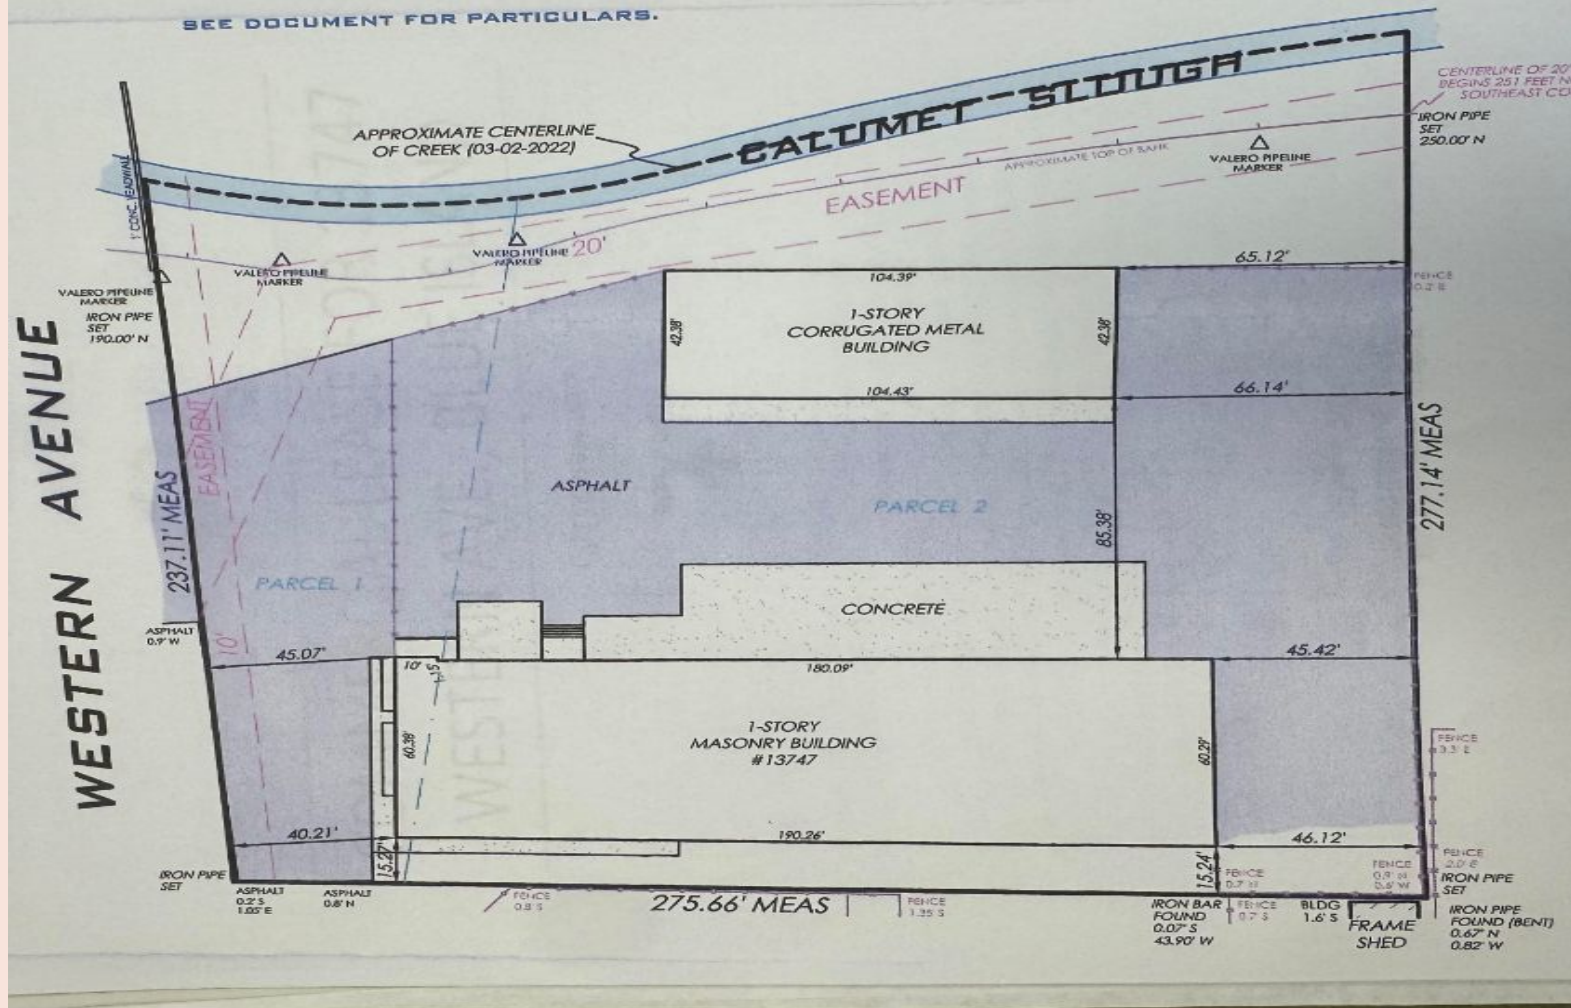 SEE DOCUMENT FOR PARTICULARS.
CALUMET SLOUGH
CENTERLINE OF 20'
BEGINS 251 FEET
SOUTHEAST
IRON PIPE
SET
250.00' N
APPROXIMATE CENTERLINE
OF CREEK (03-02-2022)
VALERO PIPELINE
MARKER
APPROXIMATE TOP OF BANK
EASEMENT
1' CONC.
20'
VALERO PIPELINE
MARKER
VALERO PIPELINE
MARKER
VALERO PIPELINE
MARKER
IRON PIPE
SET
190.00' N
65.12'
FENCE
0.2' E
104.39'
1-STORY
CORRUGATED METAL
BUILDING
42.38'
42.38'
104.43'
66.14'
WESTERN AVENUE
EASEMENT
237.11' MEAS
277.14' MEAS
ASPHALT
PARCEL 2
85.38'
PARCEL 1
CONCRETE
ASPHALT
0.9' W
10'
45.07'
10'
180.09'
45.42'
1-STORY
MASONRY BUILDING
#13747
60.38'
60.29'
FENCE
3.3' E
40.21'
190.26'
46.12'
15.27'
15.24'
FENCE
2.0' E
IRON PIPE
SET
ASPHALT
0.2' S
1.05' E
ASPHALT
0.8' N
FENCE
275.66' MEAS
FENCE
1.35' S
FENCE
IRON BAR
FOUND
0.07' S
43.90' W
FENCE
0.7' S
BLDG
1.6' S
FENCE
FRAME
SHED
IRON PIPE
SET
IRON PIPE
FOUND (BENT)
0.67' N
0.82' W